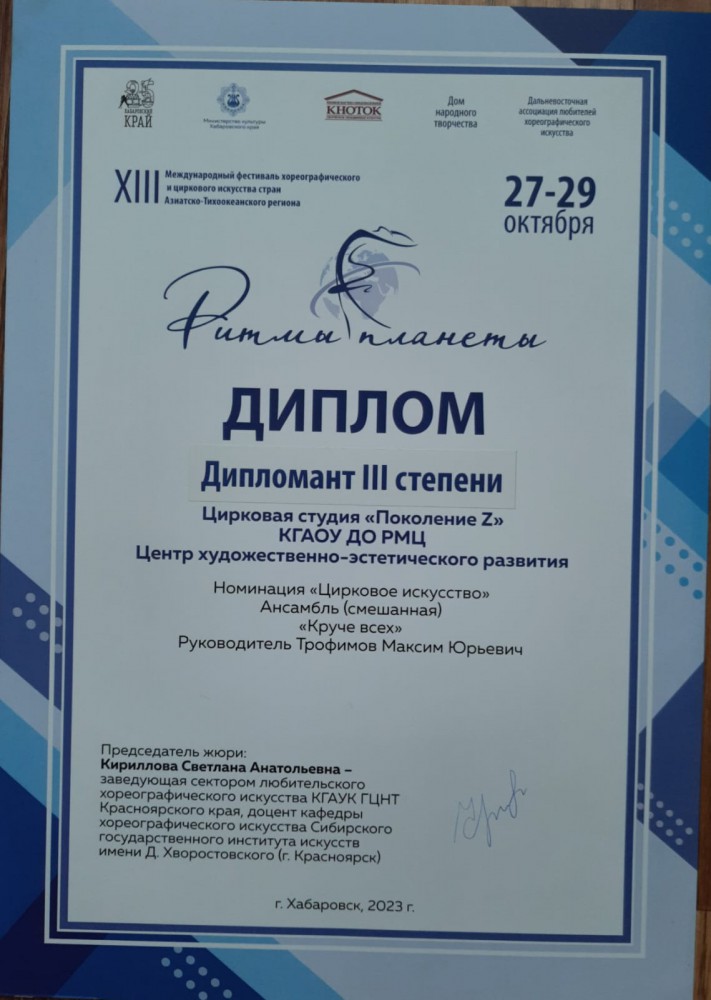 ХАБАРОВСКИЙ
КРАЙ
Министерство культуры
Хабаровского края
КНОТОК
Дом
народного
творчества
Дальневосточная
ассоциация любителей
хореографического
искусства
XIII
Международный фестиваль хореографического
и циркового искусства стран
Азиатско-Тихоокеанского региона
27-29
октября
Ритмы планеты
ДИПЛОМ
Дипломант III степени
Цирковая студия «Поколение Z»
КГАОУ ДО РМЦ
Центр художественно-эстетического развития
Номинация «Цирковое искусство»
Ансамбль (смешанная)
«Круче всех»
Руководитель Трофимов Максим Юрьевич
Председатель жюри:
Кириллова Светлана Анатольевна –
заведующая сектором любительского
хореографического искусства КГАУК ГЦНТ
Красноярского края, доцент кафедры
хореографического искусства Сибирского
государственного института искусств
имени Д. Хворостовского (г. Красноярск)
г. Хабаровск, 2023 г.